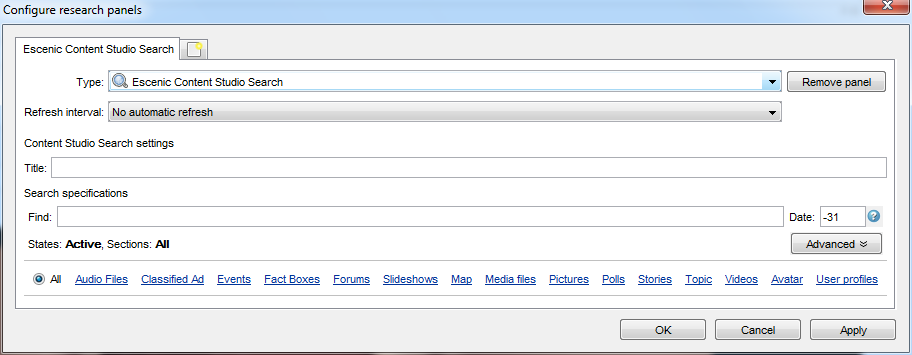 Configure research panels
Escenic Content Studio Search
Type: Escenic Content Studio Search Remove panel
Refresh interval: No automatic refresh
Content Studio Search settings
Title:
Search specifications
Find: Date: -31
States: Active, Sections: All Advanced
All Audio Files Classified Ad Events Fact Boxes Forums Slideshows Map Media files Pictures Polls Stories Topic Videos Avatar User profiles
OK Cancel Apply